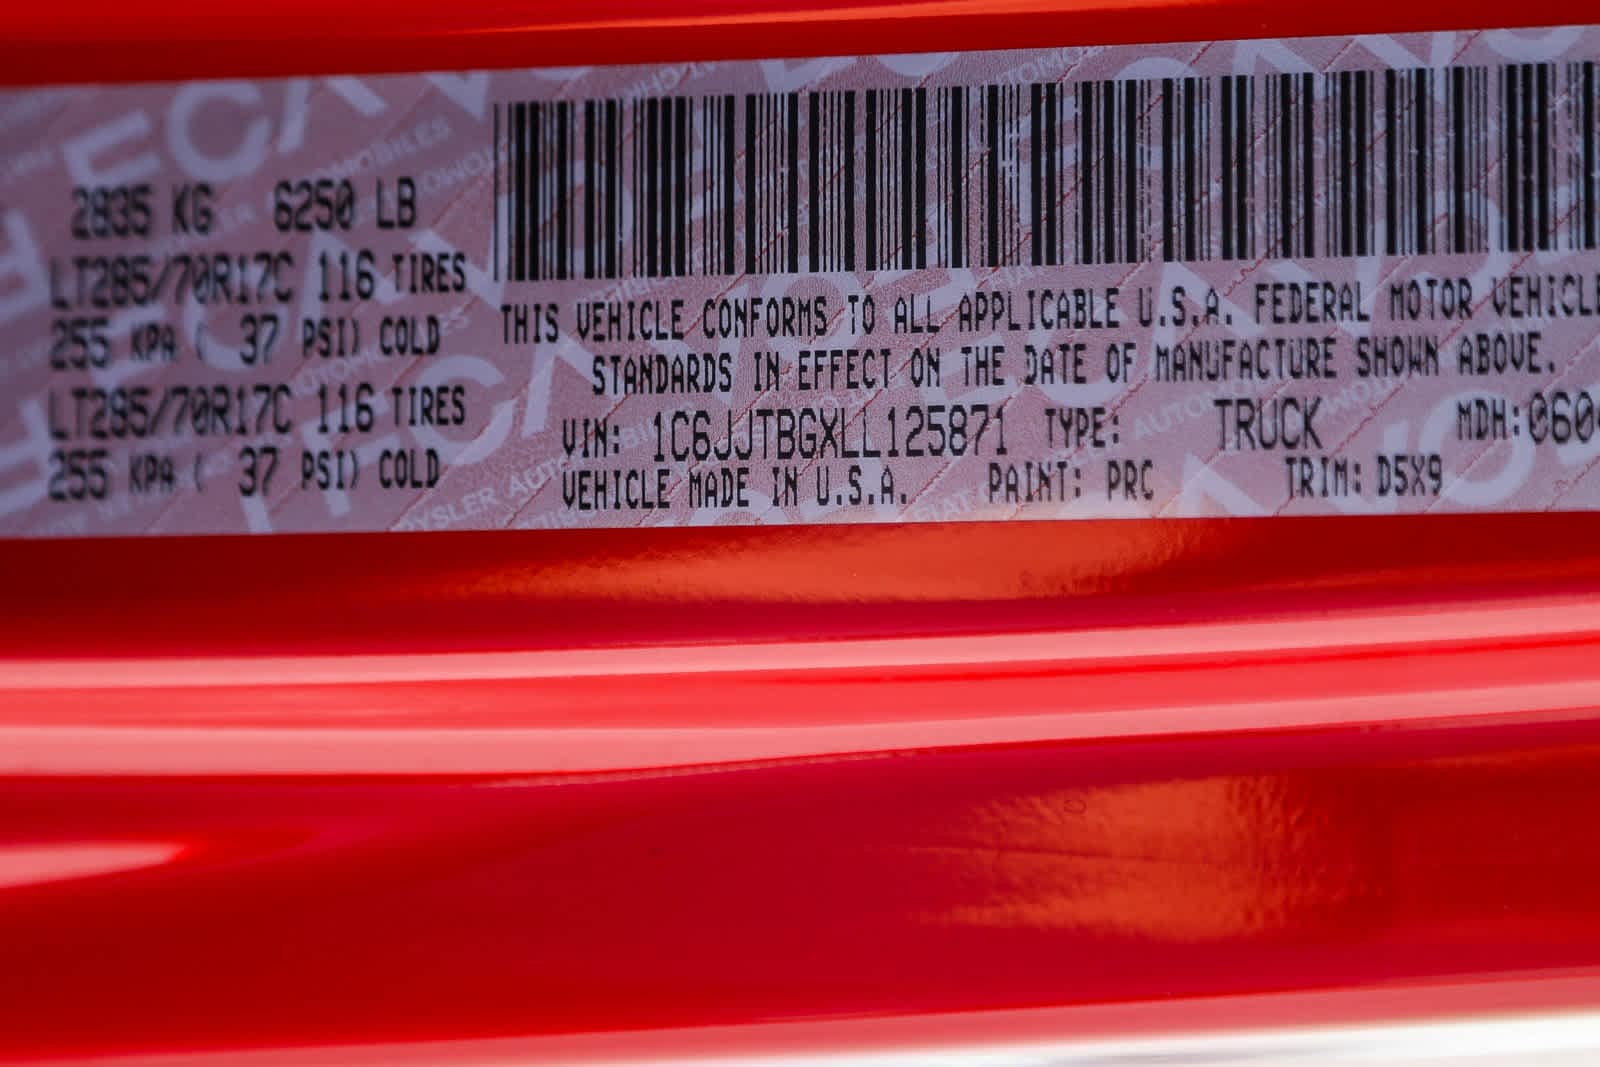 2835 KG 6250 LB
LT285/70R17C 116 TIRES
255 KPA ( 37 PSI) COLD
LT285/70R17C 116 TIRES
255 KPA ( 37 PSI) COLD
THIS VEHICLE CONFORMS TO ALL APPLICABLE U.S.A. FEDERAL MOTOR VEHICLE
STANDARDS IN EFFECT ON THE DATE OF MANUFACTURE SHOWN ABOVE.
VIN: 1C6JJTBGXLL125871 TYPE: TRUCK MDH:060
VEHICLE MADE IN U.S.A. PAINT: PRC TRIM: D5X9